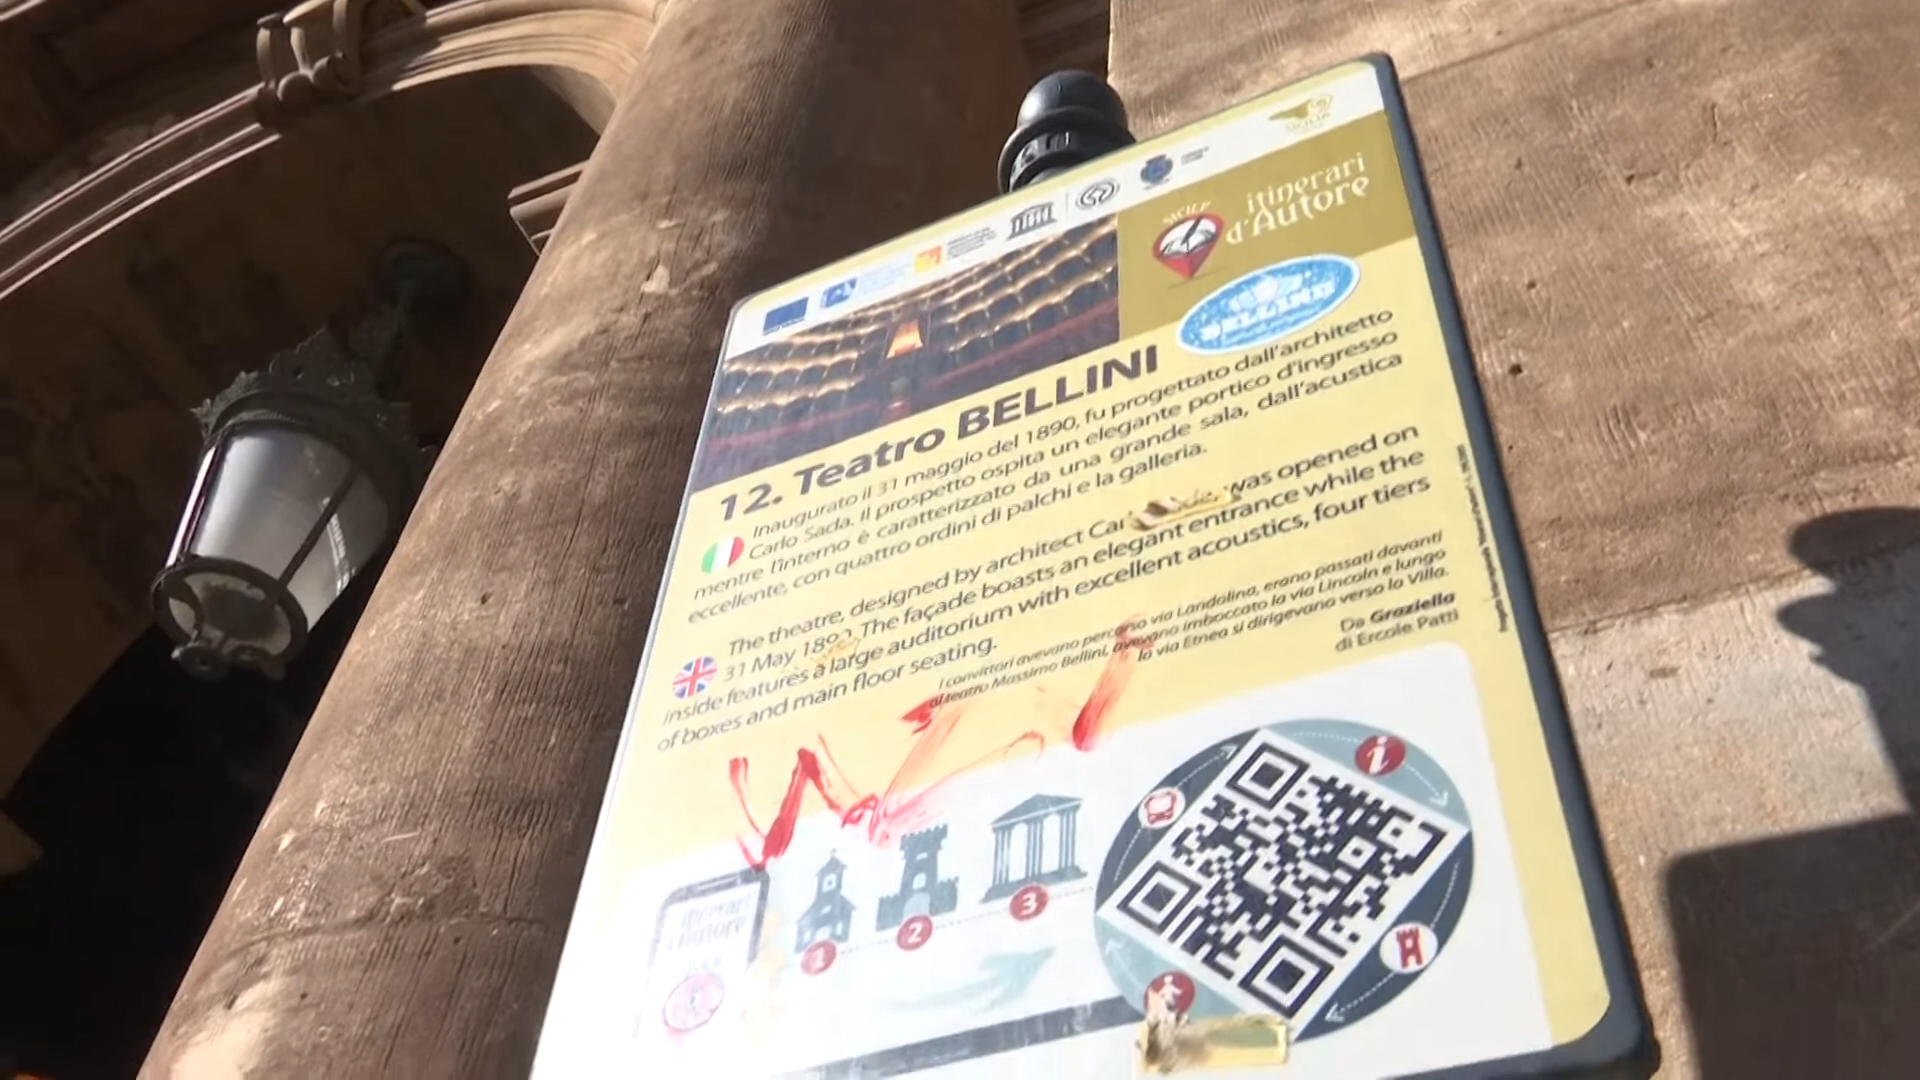 SICILIA
SICILIA
itinerari
d'Autore
BELLINI
12. Teatro BELLINI
Inaugurato il 31 maggio del 1890, fu progettato dall'architetto
Carlo Sada. Il prospetto ospita un elegante portico d'ingresso
mentre l'interno è caratterizzato da una grande sala, dall'acustica
eccellente, con quattro ordini di palchi e la galleria.
The theatre, designed by architect Car was opened on
31 May 1890. The façade boasts an elegant entrance while the
inside features a large auditorium with excellent acoustics, four tiers
of boxes and main floor seating.
I convittori avevano percorso via Landolina, erano passati davanti
al teatro Massimo Bellini, avevano imboccato la via Lincoln e lungo
la via Etnea si dirigevano verso la Villa.
Da Graziella
di Ercole Patti
itinerari
d'Autore
1
2
3
i